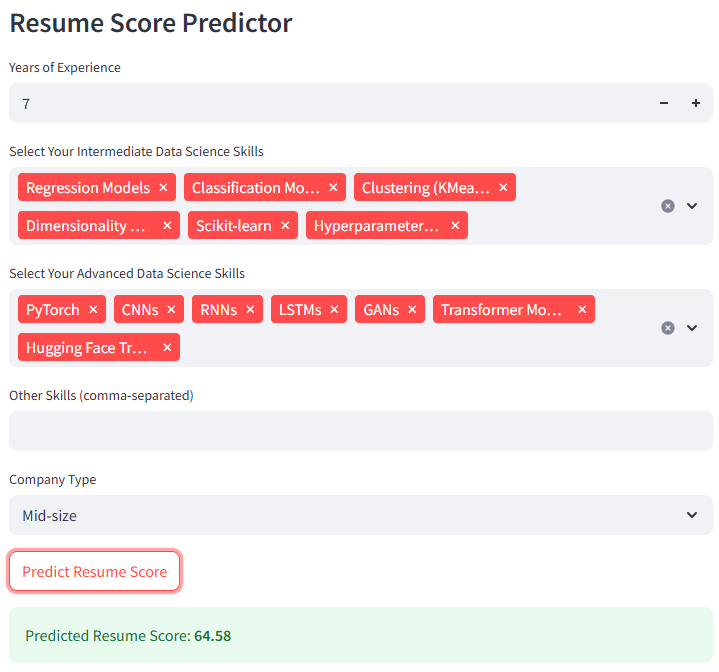 Resume Score Predictor
Years of Experience
7
Select Your Intermediate Data Science Skills
Regression Models × Classification Mo... × Clustering (KMea... ×
Dimensionality ... × Scikit-learn × Hyperparameter... ×
Select Your Advanced Data Science Skills
PyTorch × CNNs × RNNs × LSTMs × GANs × Transformer Mo... ×
Hugging Face Tr... ×
Other Skills (comma-separated)
Company Type
Mid-size
Predict Resume Score
Predicted Resume Score: 64.58